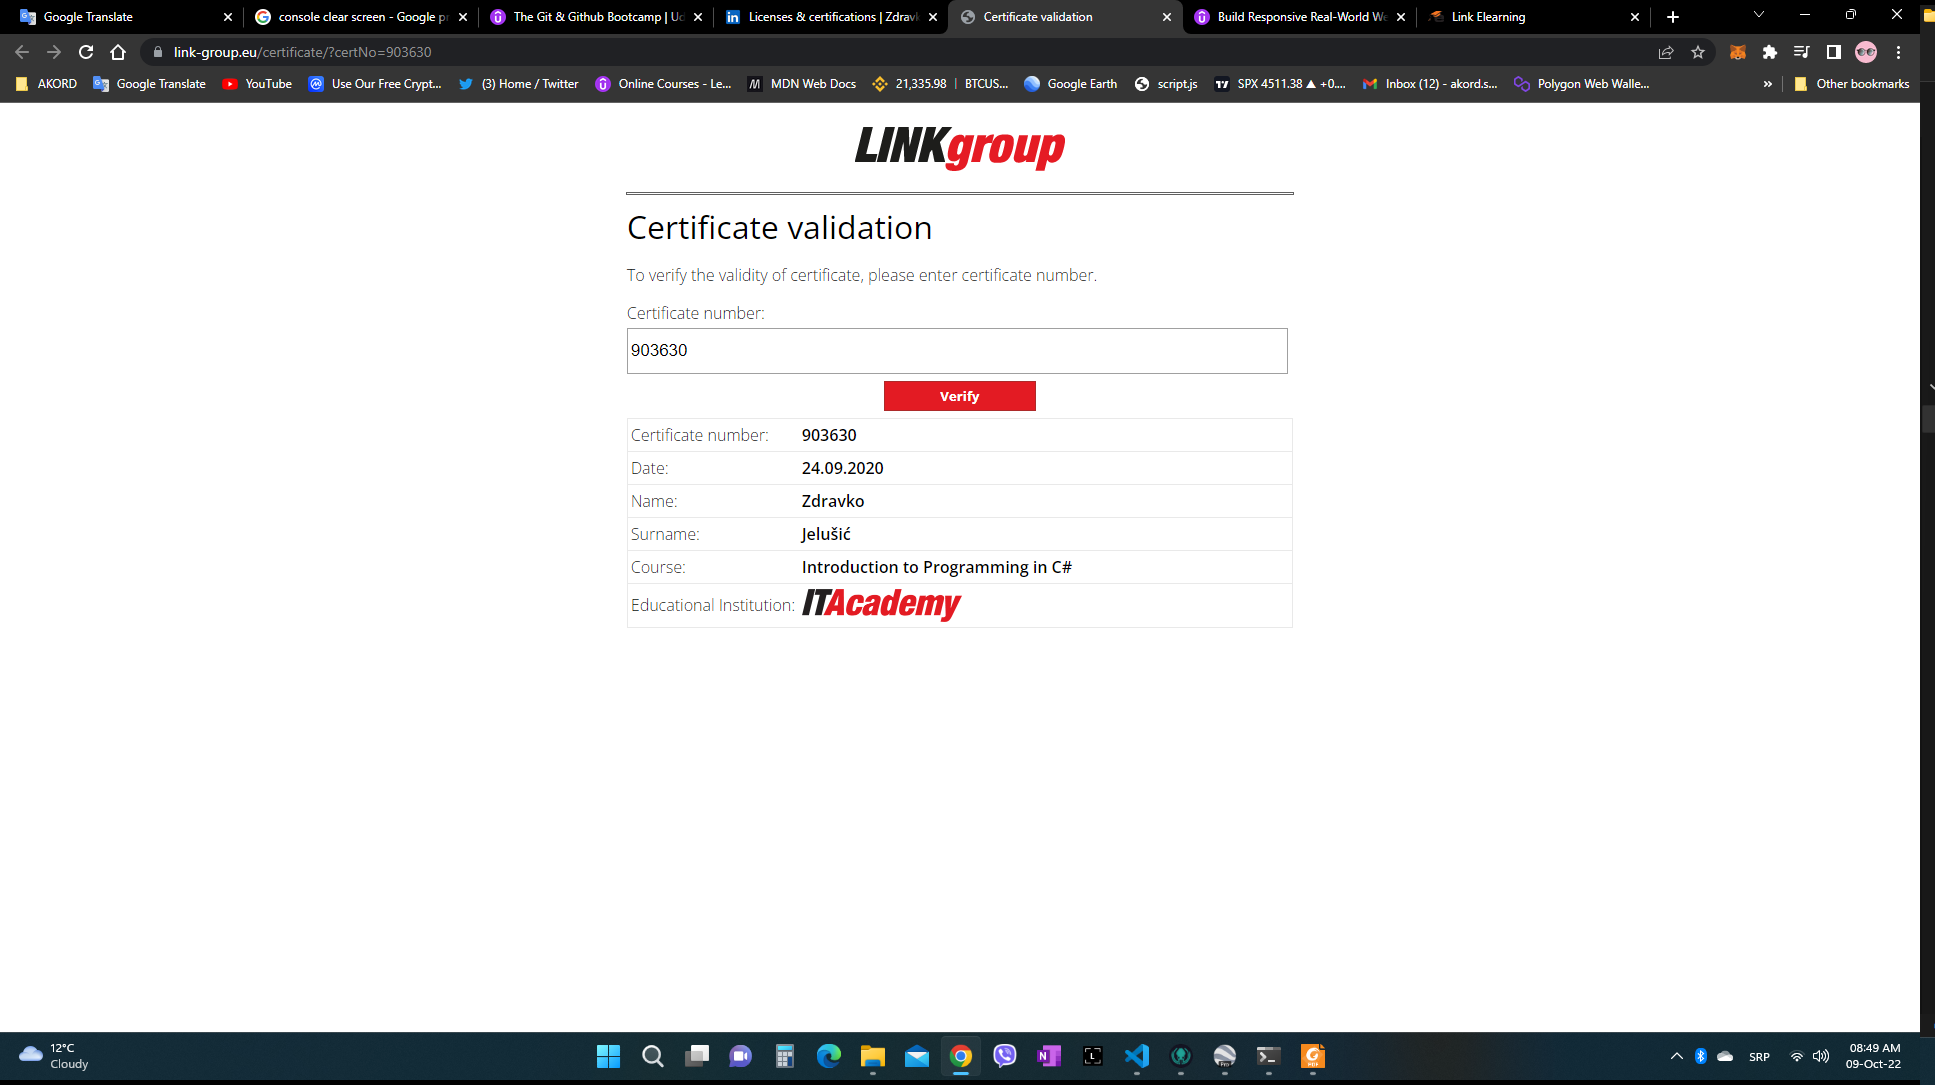 Google Translate
console clear screen - Google pr
The Git & Github Bootcamp | Ud
Licenses & certifications | Zdravk
Certificate validation
Build Responsive Real-World We
Link Elearning
link-group.eu/certificate/?certNo=903630
AKORD
Google Translate
YouTube
Use Our Free Crypt...
(3) Home / Twitter
Online Courses - Le...
MDN Web Docs
21,335.98 | BTCUS...
Google Earth
script.js
SPX 4511.38 ▲ +0....
Inbox (12) - akord.s...
Polygon Web Walle...
»
Other bookmarks
LINKgroup
Certificate validation
To verify the validity of certificate, please enter certificate number.
Certificate number:
903630
Verify
Certificate number: 903630
Date: 24.09.2020
Name: Zdravko
Surname: Jelušić
Course: Introduction to Programming in C#
Educational Institution: ITAcademy
12°C
Cloudy
SRP
08:49 AM
09-Oct-22